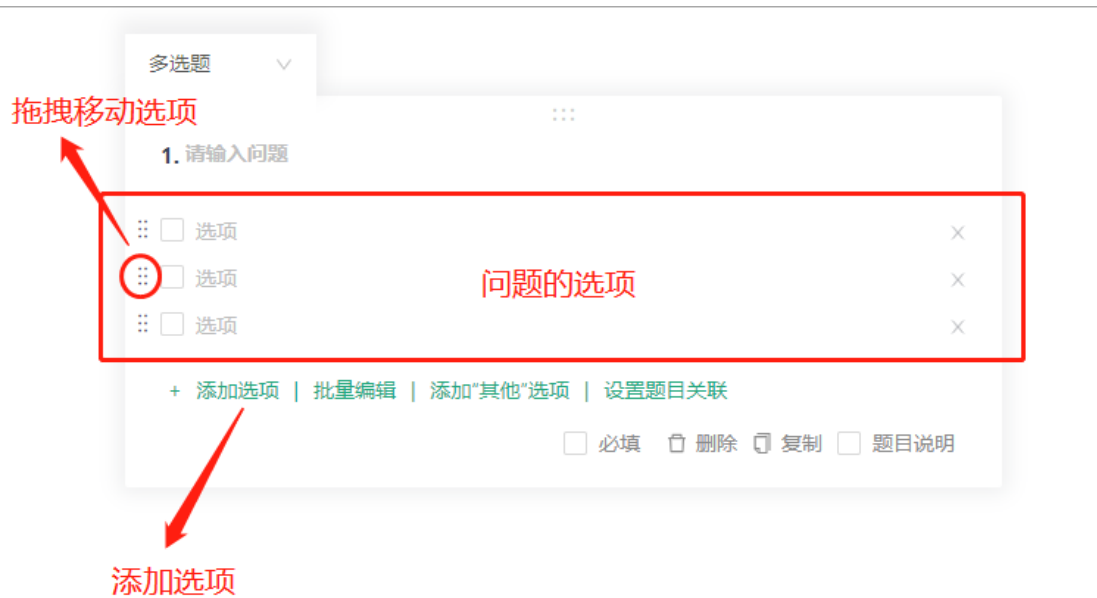 多选题
拖拽移动选项
1. 请输入问题
选项
选项
问题的选项
选项
+ 添加选项 | 批量编辑 | 添加"其他"选项 | 设置题目关联
必填 删除 复制 题目说明
添加选项